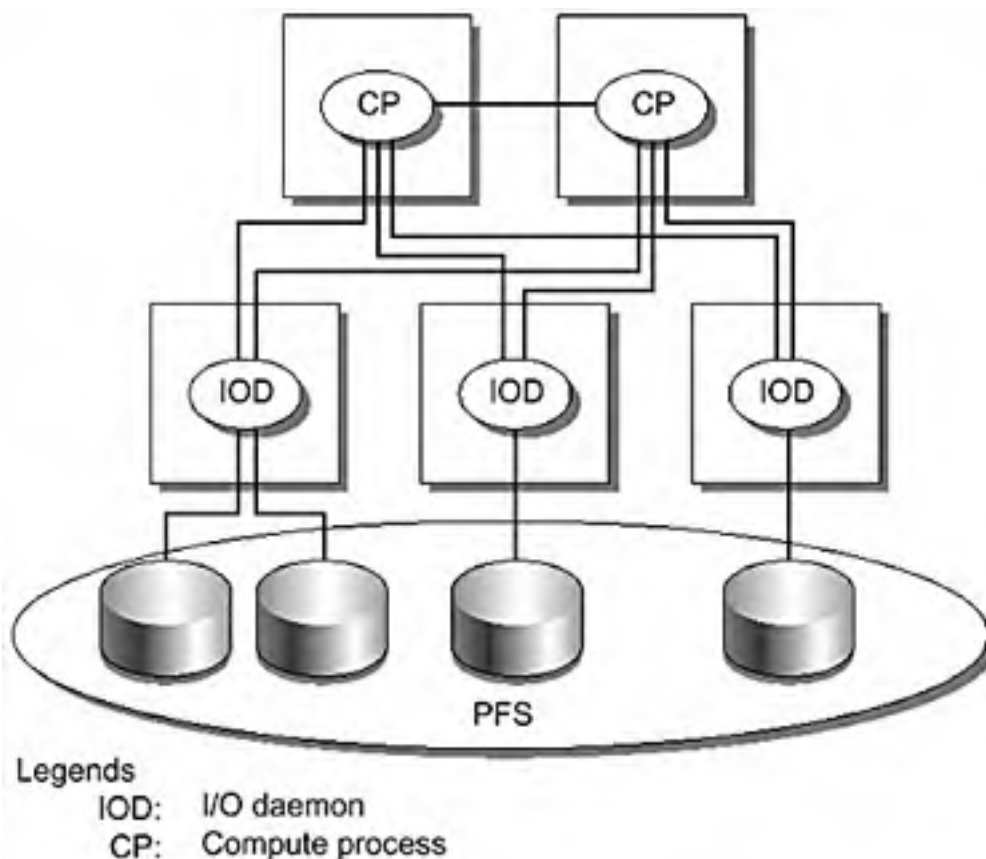 CP
CP
IOD
IOD
IOD
PFS
Legends
IOD: I/O daemon
CP: Compute process